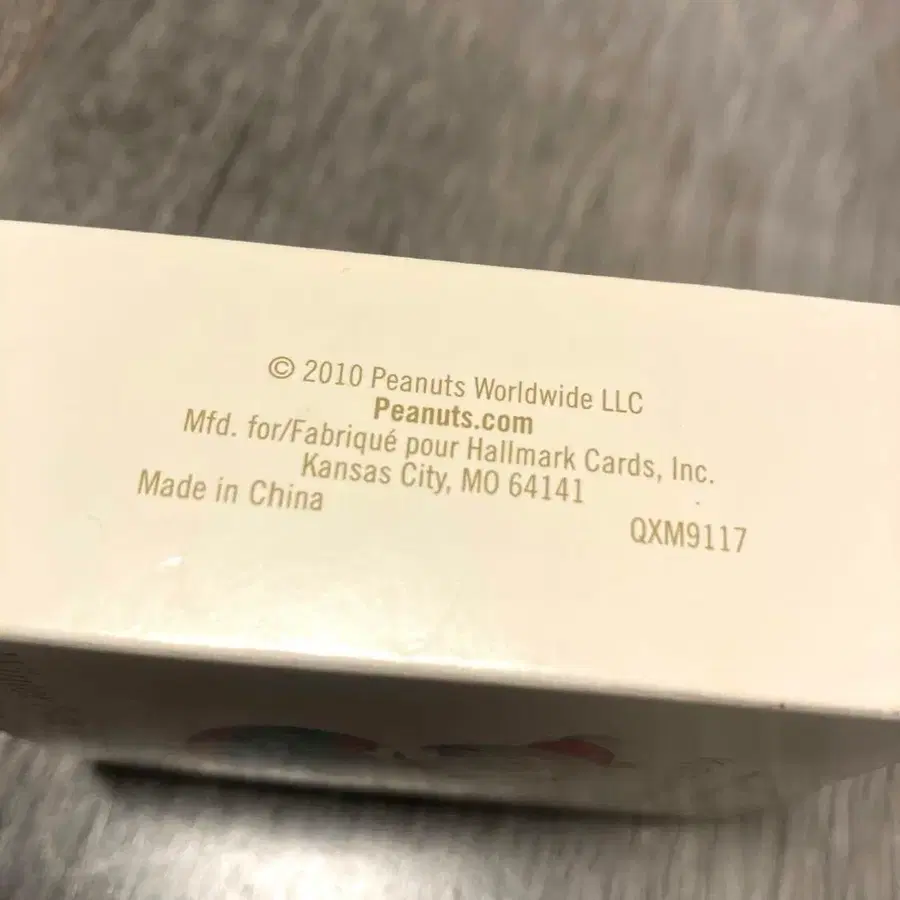 © 2010 Peanuts Worldwide LLC
Peanuts.com
Mfd. for/Fabriqué pour Hallmark Cards, Inc.
Kansas City, MO 64141
Made in China
QXM9117